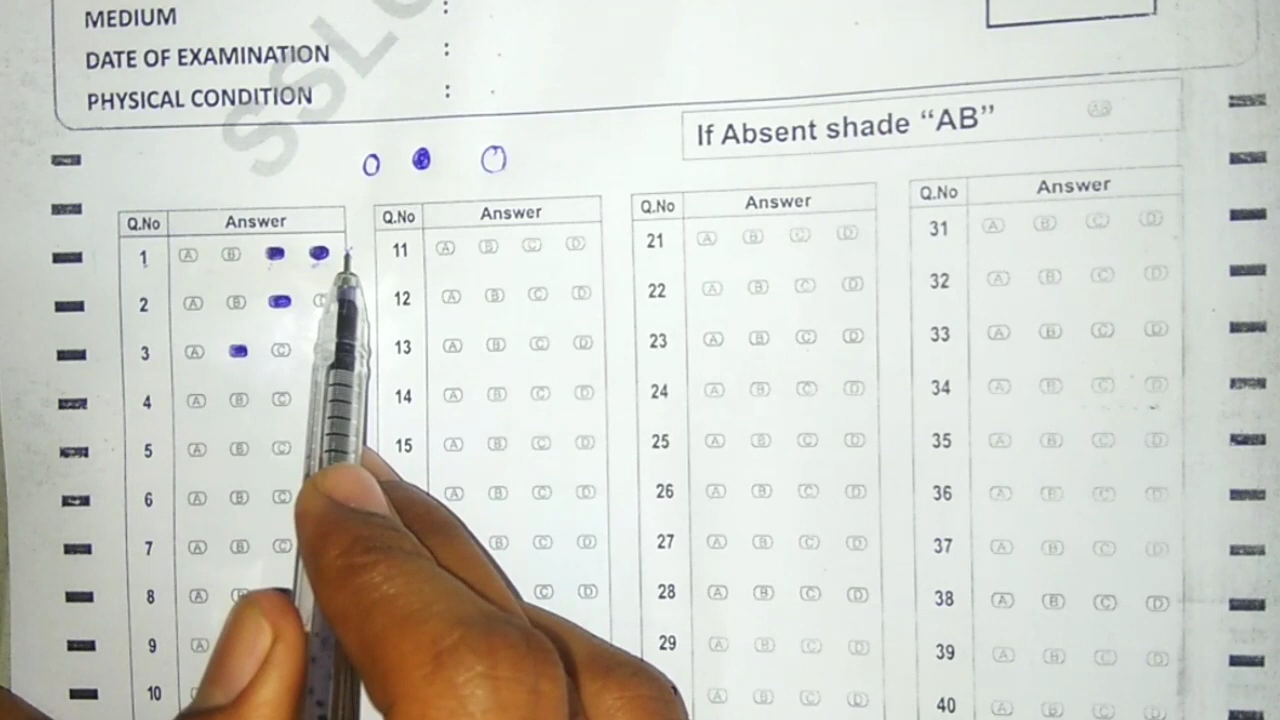 MEDIUM :
DATE OF EXAMINATION :
PHYSICAL CONDITION :
SSLC
If Absent shade “AB” AB
Q.No Answer Q.No Answer Q.No Answer Q.No Answer
1 A B 11 A B C D 21 A B C D 31 A B C D
2 A B 12 A B C D 22 A B C D 32 A B C D
3 A C 13 A B C D 23 A B C D 33 A B C D
4 A B C 14 A B C D 24 A B C D 34 A B C D
5 A B C 15 A B C D 25 A B C D 35 A B C D
6 A B C A B C D 26 A B C D 36 A B C D
7 A B C B C D 27 A B C D 37 A B C D
8 A B C D 28 A B C D 38 A B C D
9 A 29 A B C D 39 A B C D
10 A B C D 40 A B C D